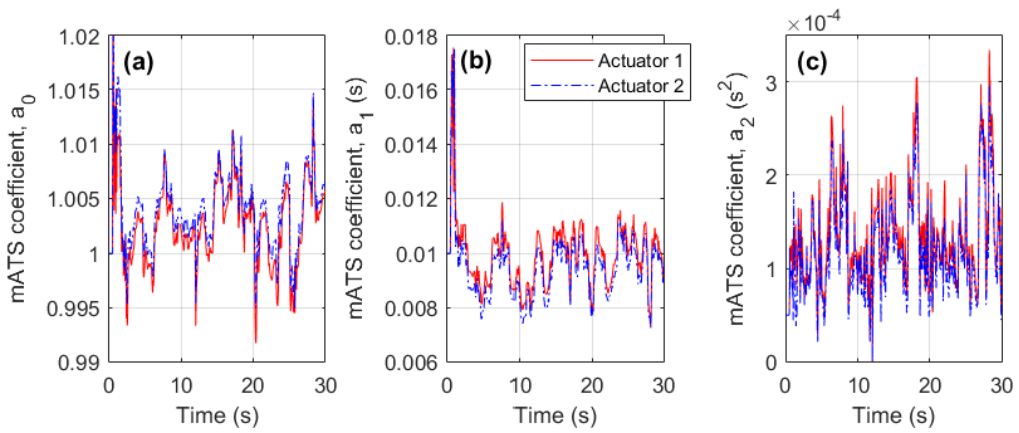 (a)
mATS coefficient, a0
1.02
1.015
1.01
1.005
1
0.995
0.99
0 10 20 30
Time (s)
(b)
Actuator 1
Actuator 2
mATS coefficient, a1 (s)
0.018
0.016
0.014
0.012
0.01
0.008
0.006
0 10 20 30
Time (s)
×10-4
(c)
mATS coefficient, a2 (s2)
3
2
1
0
0 10 20 30
Time (s)